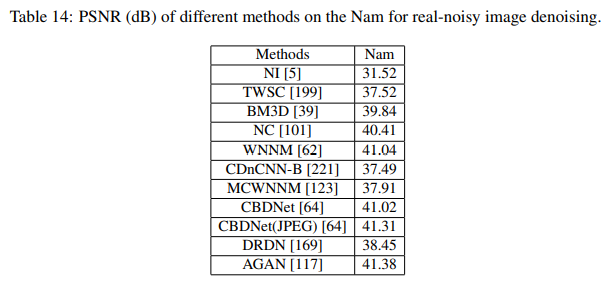 Table 14: PSNR (dB) of different methods on the Nam for real-noisy image denoising.
Methods Nam
NI [5] 31.52
TWSC [199] 37.52
BM3D [39] 39.84
NC [101] 40.41
WNNM [62] 41.04
CDnCNN-B [221] 37.49
MCWNNM [123] 37.91
CBDNet [64] 41.02
CBDNet(JPEG) [64] 41.31
DRDN [169] 38.45
AGAN [117] 41.38